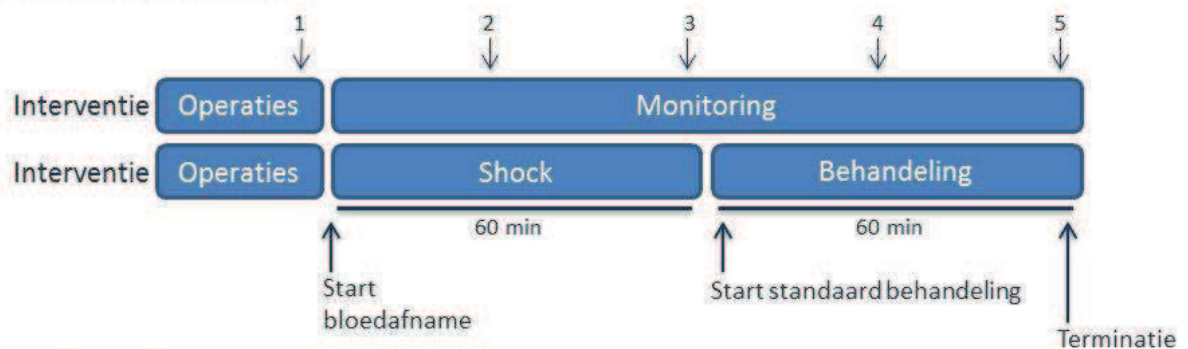 1 2 3 4 5
Interventie Operaties Monitoring
Interventie Operaties Shock Behandeling
60 min 60 min
Start
bloedafname
Start standaard behandeling
Terminatie